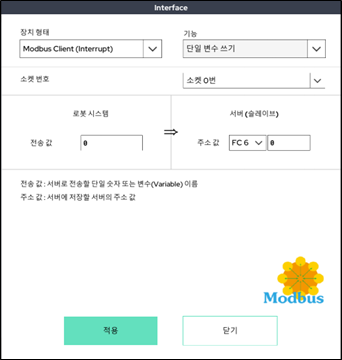 Interface
장치 형태
기능
Modbus Client (Interrupt)
단일 변수 쓰기
소켓 번호
소켓 0번
로봇 시스템
⇒
서버 (슬레이브)
전송 값
0
주소 값
FC 6
0
전송 값 : 서버로 전송할 단일 숫자 또는 변수(Variable) 이름
주소 값 : 서버에 저장할 서버의 주소 값
Modbus
적용
닫기